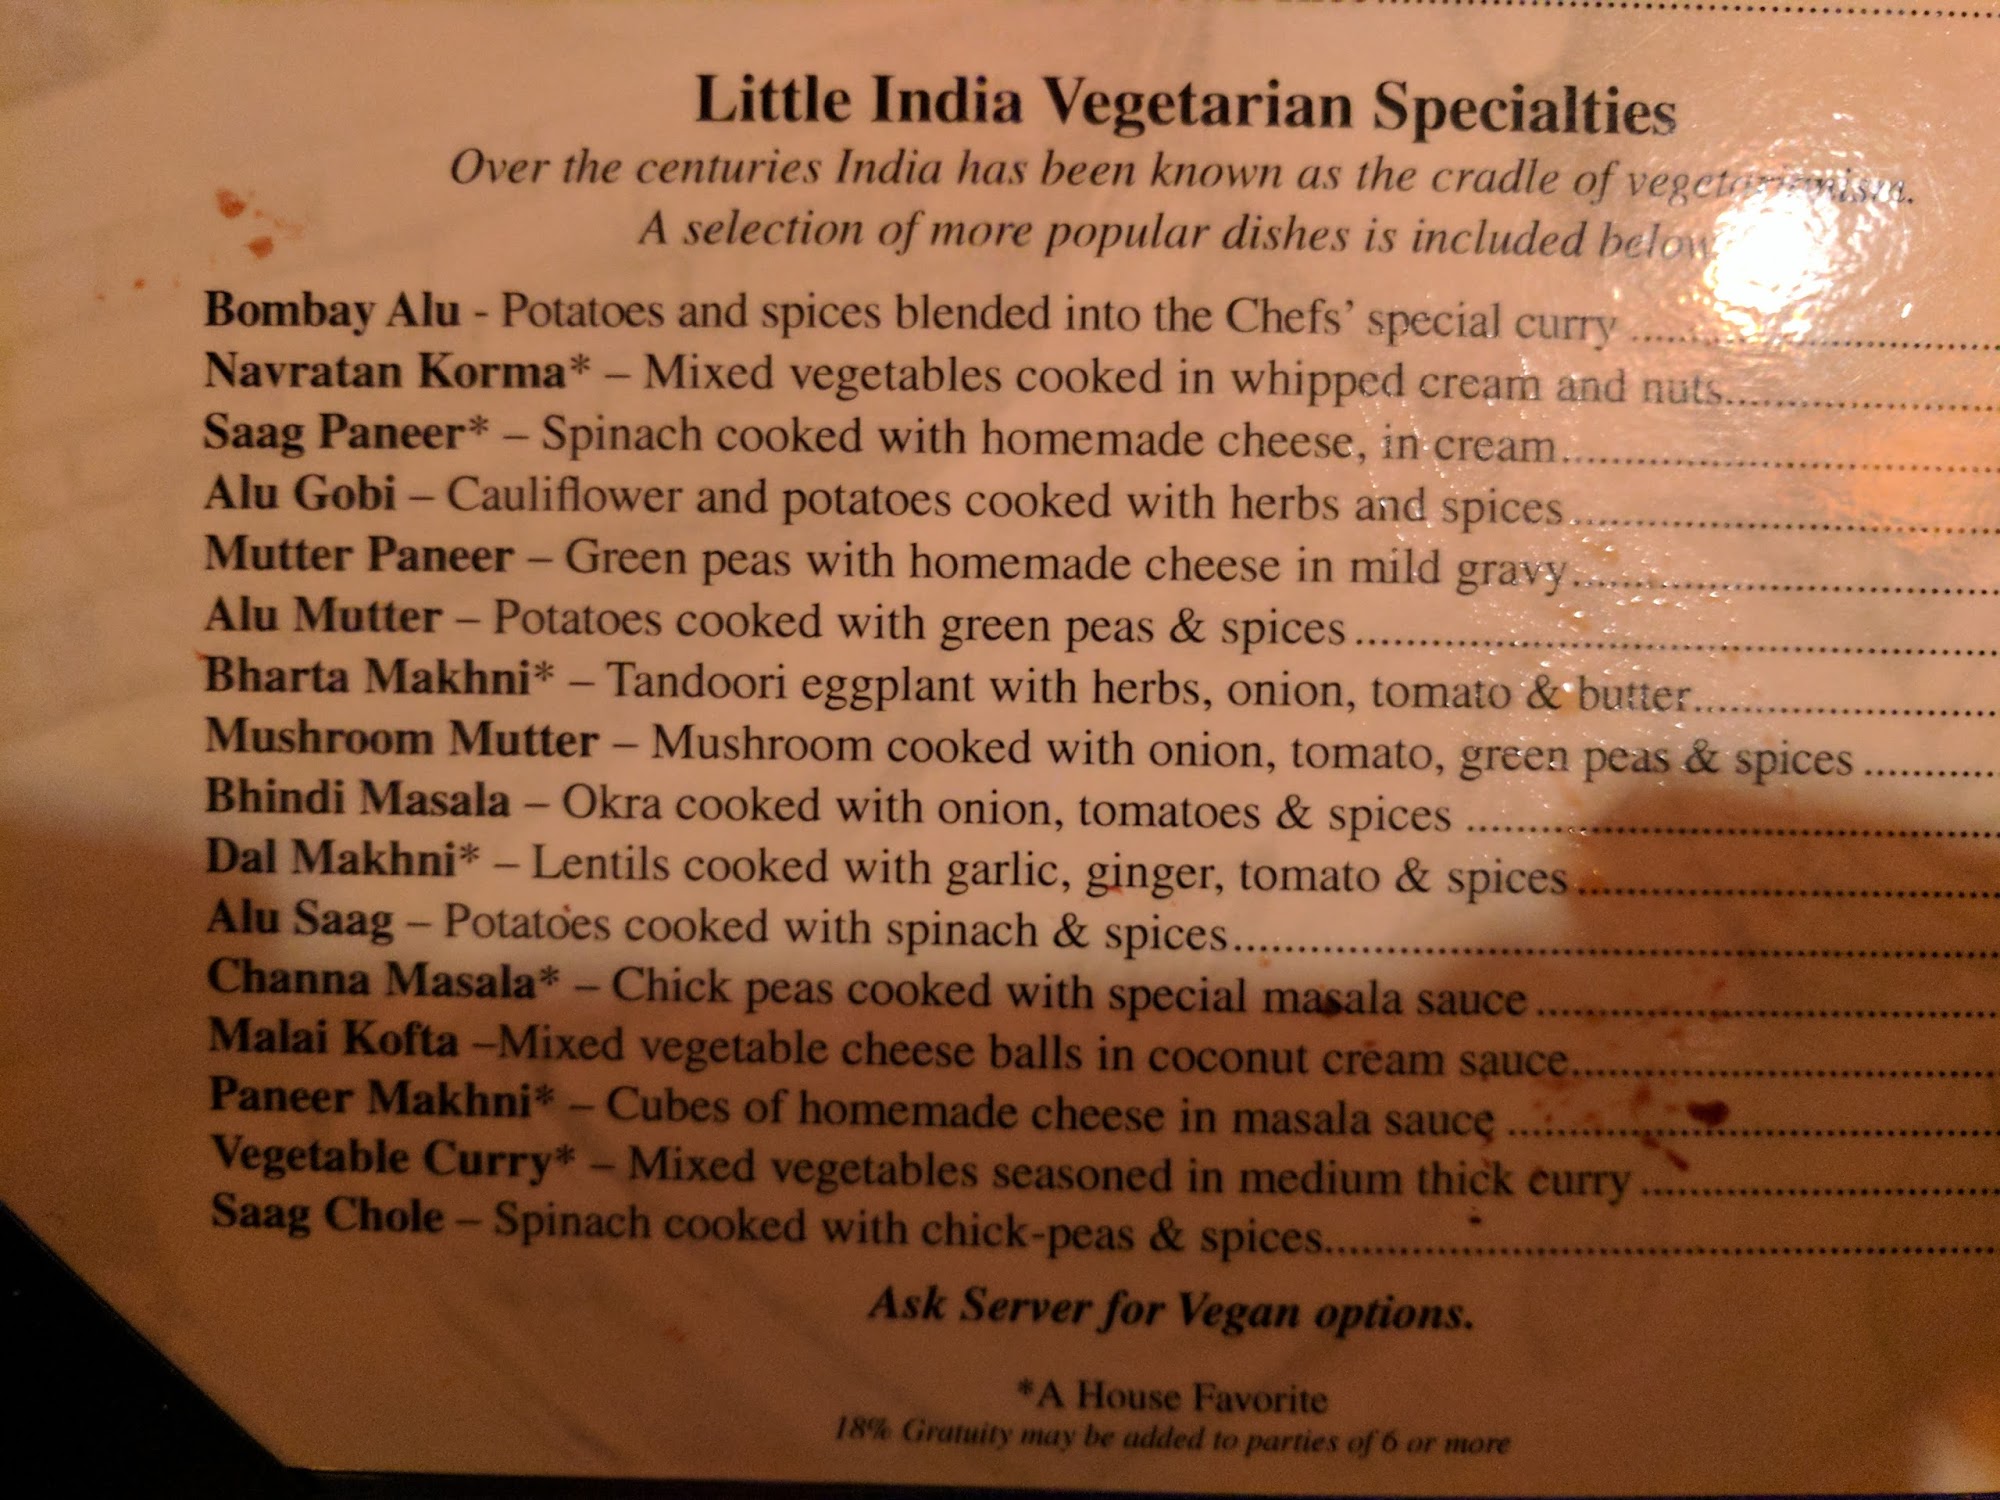 Little India Vegetarian Specialties
Over the centuries India has been known as the cradle of vegetarianism.
A selection of more popular dishes is included below
Bombay Alu - Potatoes and spices blended into the Chefs' special curry ..........
Navratan Korma* – Mixed vegetables cooked in whipped cream and nuts..........
Saag Paneer* – Spinach cooked with homemade cheese, in cream..........
Alu Gobi – Cauliflower and potatoes cooked with herbs and spices..........
Mutter Paneer – Green peas with homemade cheese in mild gravy..........
Alu Mutter – Potatoes cooked with green peas & spices..........
Bharta Makhni* – Tandoori eggplant with herbs, onion, tomato & butter..........
Mushroom Mutter – Mushroom cooked with onion, tomato, green peas & spices ..........
Bhindi Masala – Okra cooked with onion, tomatoes & spices ..........
Dal Makhni* – Lentils cooked with garlic, ginger, tomato & spices..........
Alu Saag – Potatoes cooked with spinach & spices..........
Channa Masala* – Chick peas cooked with special masala sauce ..........
Malai Kofta –Mixed vegetable cheese balls in coconut cream sauce..........
Paneer Makhni* – Cubes of homemade cheese in masala sauce ..........
Vegetable Curry* – Mixed vegetables seasoned in medium thick curry ..........
Saag Chole – Spinach cooked with chick-peas & spices..........
Ask Server for Vegan options.
*A House Favorite
18% Gratuity may be added to parties of 6 or more